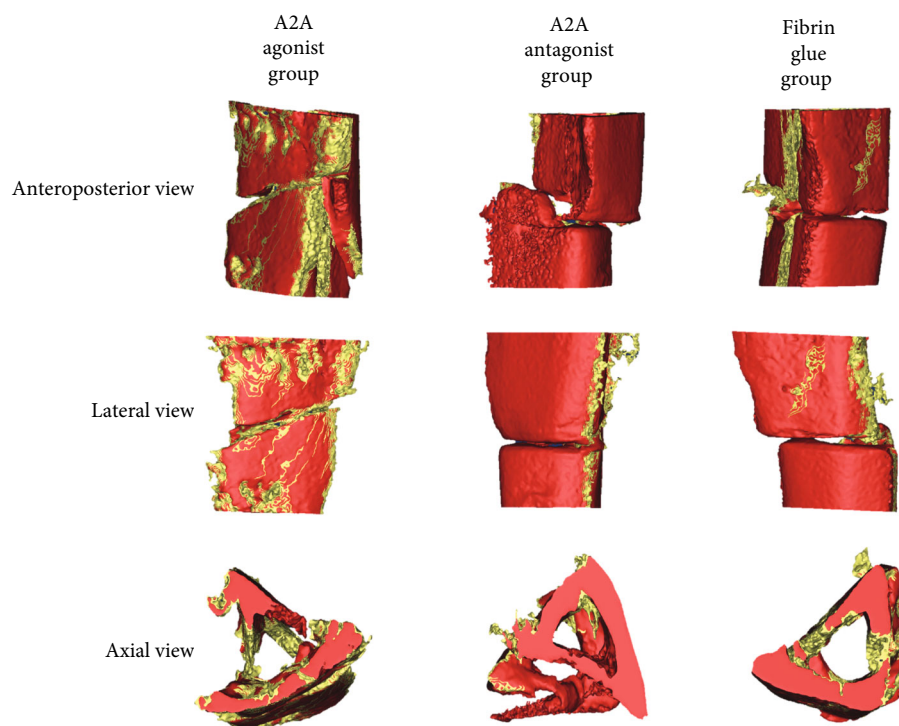 A2A
agonist
group
A2A
antagonist
group
Fibrin
glue
group
Anteroposterior view
Lateral view
Axial view